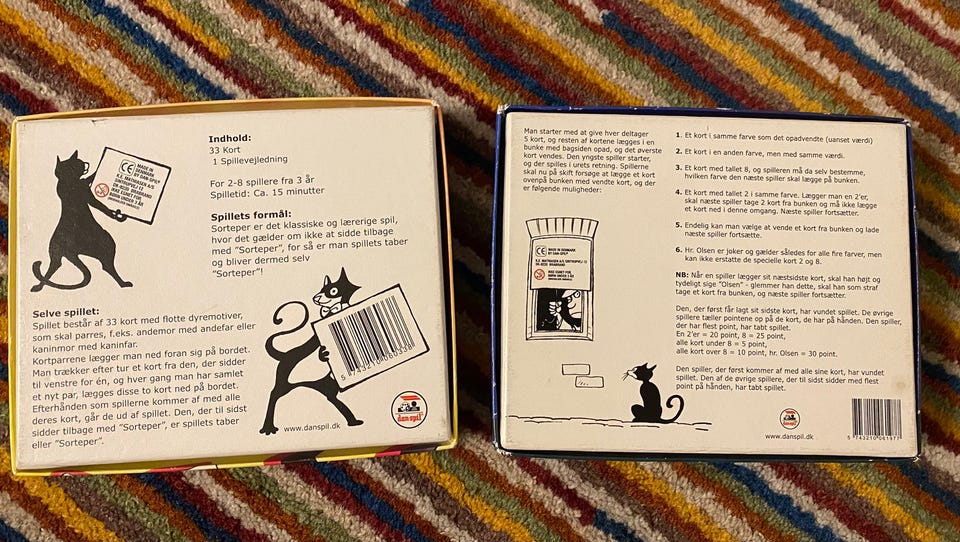 Indhold:
33 Kort
1 Spillevejledning
For 2-8 spillere fra 3 år
Spilletid: Ca. 15 minutter
Spillets formål:
Sorteper er det klassiske og lærerige spil,
hvor det gælder om ikke at sidde tilbage
med ”Sorteper”, for så er man spillets taber
og bliver dermed selv
”Sorteper”!
MADE IN
DENMARK
BY DAN SPIL®
Selve spillet:
Spillet består af 33 kort med flotte dyremotiver,
som skal parres, f.eks. andemor med andefar eller
kaninmor med kaninfar.
Kortparrene lægger man ned foran sig på bordet.
Man trækker efter tur et kort fra den, der sidder
til venstre for én, og hver gang man har samlet
et nyt par, lægges disse to kort ned på bordet.
Efterhånden som spillerne kommer af med alle
deres kort, går de ud af spillet. Den, der til sidst
sidder tilbage med ”Sorteper”, er spillets taber
eller ”Sorteper”.
www.danspil.dk
dan-spil
Man starter med at give hver deltager
5 kort, og resten af kortene lægges i en
bunke med bagsiden opad, og det øverste
kort vendes. Den yngste spiller starter,
og der spilles i urets retning. Spillerne
skal nu på skift forsøge at lægge et kort
ovenpå bunken med vendte kort, og der
er følgende muligheder:
MADE IN DENMARK
BY DAN-SPIL®
1. Et kort i samme farve som det opadvendte (uanset værdi)
2. Et kort i en anden farve, men med samme værdi.
3. Et kort med tallet 8, og spilleren må da selv bestemme,
hvilken farve den næste spiller skal lægge på bunken.
4. Et kort med tallet 2 i samme farve. Lægger man en 2’er,
skal næste spiller tage 2 kort fra bunken og må ikke lægge
et kort ned i denne omgang. Næste spiller fortsætter.
5. Endelig kan man vælge at vente et kort fra bunken og lade
næste spiller fortsætte.
6. Hr. Olsen er joker og gælder således for alle fire farver, men
kan ikke erstatte de specielle kort 2 og 8.
NB: Når en spiller lægger sit næstsidste kort, skal han højt og
tydeligt sige ”Olsen” - glemmer han dette, skal han som straf
tage et kort fra bunken, og næste spiller fortsætter.
Den, der først får lagt sit sidste kort, har vundet spillet. De øvrige
spillere tæller pointene op på de kort, de har på hånden. Den spiller,
der har flest point, har tabt spillet.
En 2’er = 20 point, 8 = 25 point,
alle kort under 8 = 5 point,
alle kort over 8 = 10 point, hr. Olsen = 30 point.
Den spiller, der først kommer af med alle sine kort, har vundet
spillet. Den af de øvrige spillere, der til sidst sidder med flest
point på hånden, har tabt spillet.
www.danspil.dk
5 743210 061977